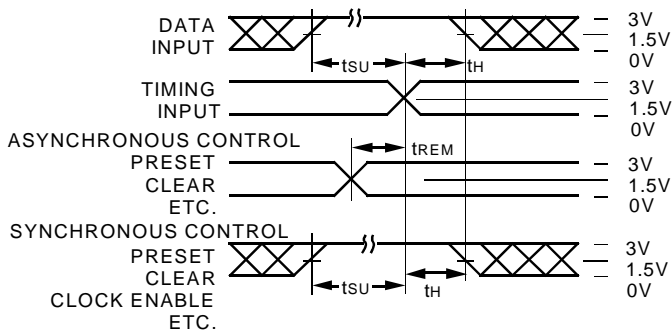 DATA
INPUT
tSU
tH
3V
1.5V
0V
TIMING
INPUT
3V
1.5V
0V
ASYNCHRONOUS CONTROL
PRESET
CLEAR
ETC.
tREM
3V
1.5V
0V
SYNCHRONOUS CONTROL
PRESET
CLEAR
CLOCK ENABLE
ETC.
tSU
tH
3V
1.5V
0V